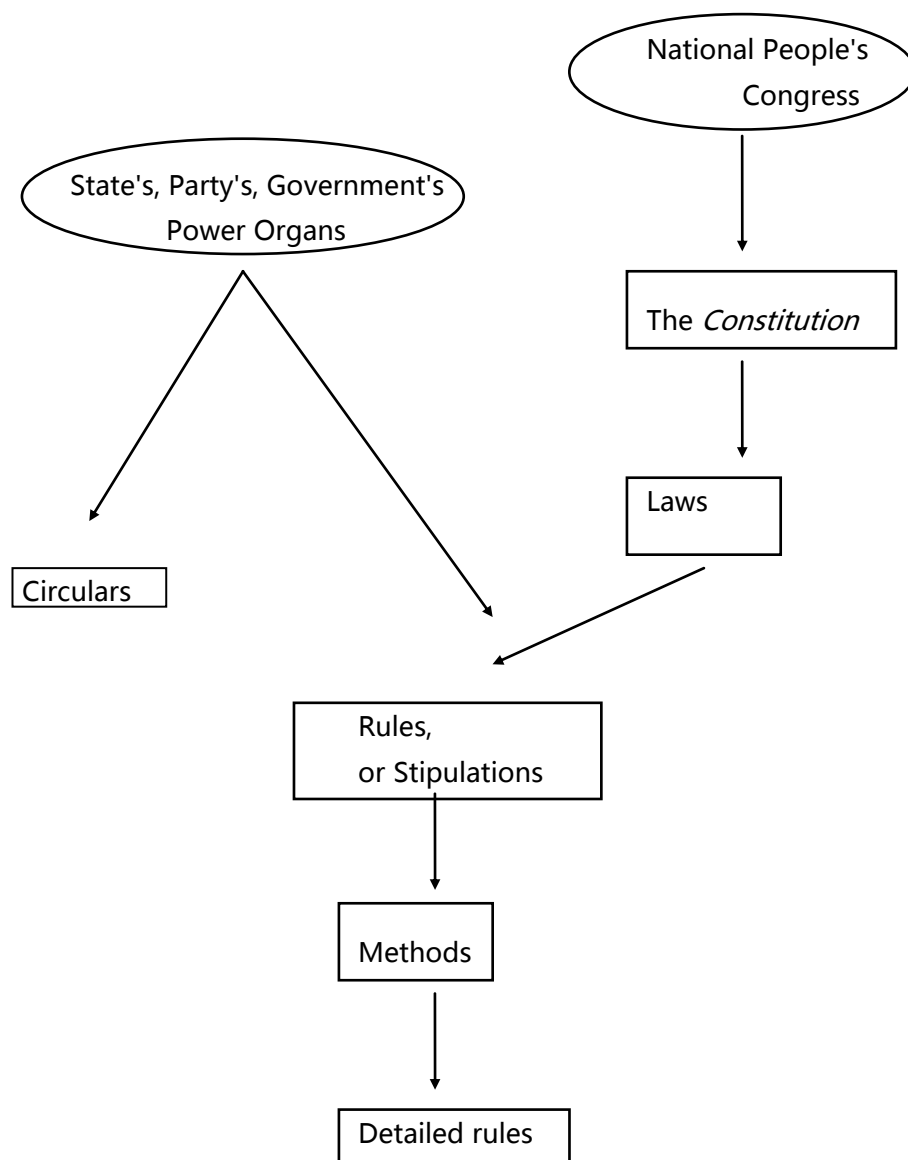 National People's
Congress
State's, Party's, Government's
Power Organs
The Constitution
Laws
Circulars
Rules,
or Stipulations
Methods
Detailed rules